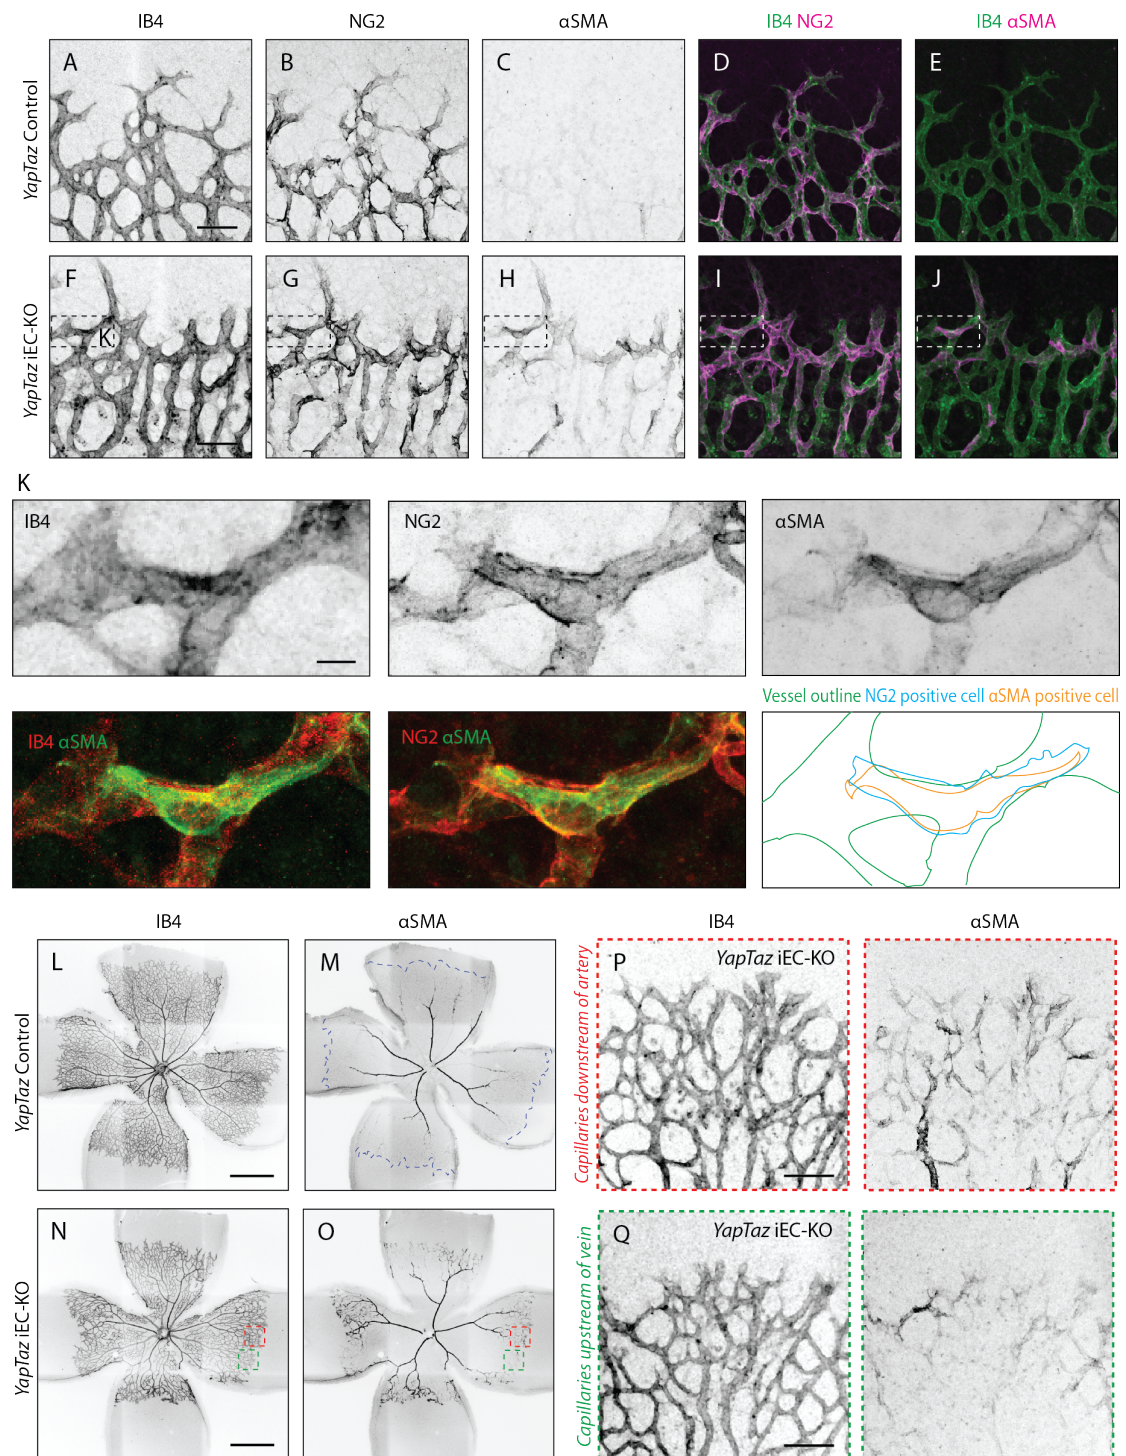 IB4 NG2 αSMA IB4 NG2 IB4 αSMA
YapTaz Control
A B C D E
YapTaz iEC-KO
F G H I J
K
K
IB4 NG2 αSMA
Vessel outline NG2 positive cell αSMA positive cell
IB4 αSMA NG2 αSMA
IB4 αSMA IB4 αSMA
YapTaz Control
L M
Capillaries downstream of artery
P YapTaz iEC-KO
YapTaz iEC-KO
N O
Capillaries upstream of vein
Q YapTaz iEC-KO